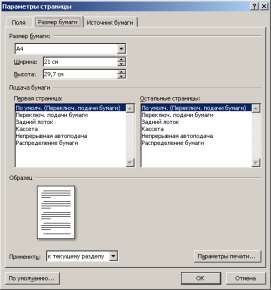 Параметры страницы
Поля Размер бумаги Источник бумаги
Размер бумаги:
A4
Ширина: 21 см
Высота: 29,7 см
Подача бумаги
Первая страница: Остальные страницы:
По умолч. (Переключ. подачи бумаги) По умолч. (Переключ. подачи бумаги)
Переключ. подачи бумаги Переключ. подачи бумаги
Задний лоток Задний лоток
Кассета Кассета
Непрерывная автоподача Непрерывная автоподача
Распределение бумаги Распределение бумаги
Образец
Применить: к текущему разделу Параметры печати...
По умолчанию... ОК Отмена